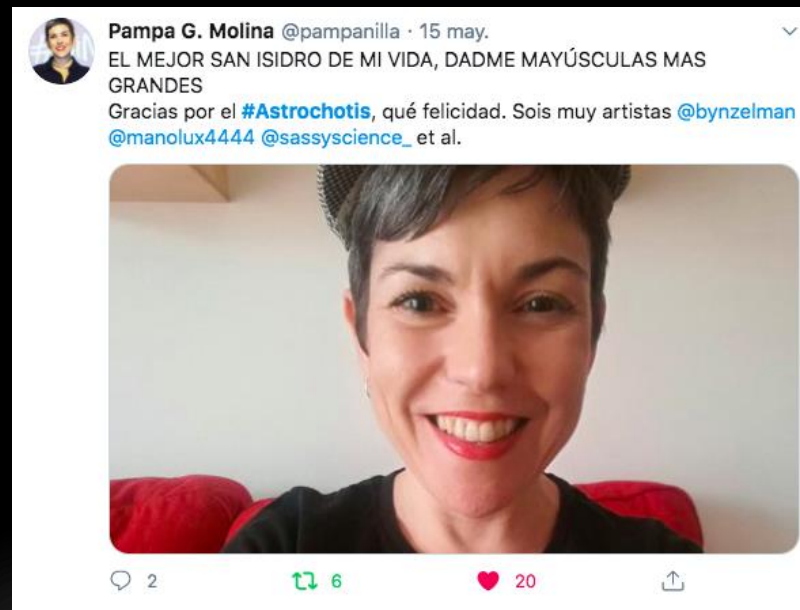 Pampa G. Molina @pampanilla · 15 may.
EL MEJOR SAN ISIDRO DE MI VIDA, DADME MAYÚSCULAS MAS
GRANDES
Gracias por el #Astrochotis, qué felicidad. Sois muy artistas @bynzelman
@manolux4444 @sassyscience_ et al.
2 6 20